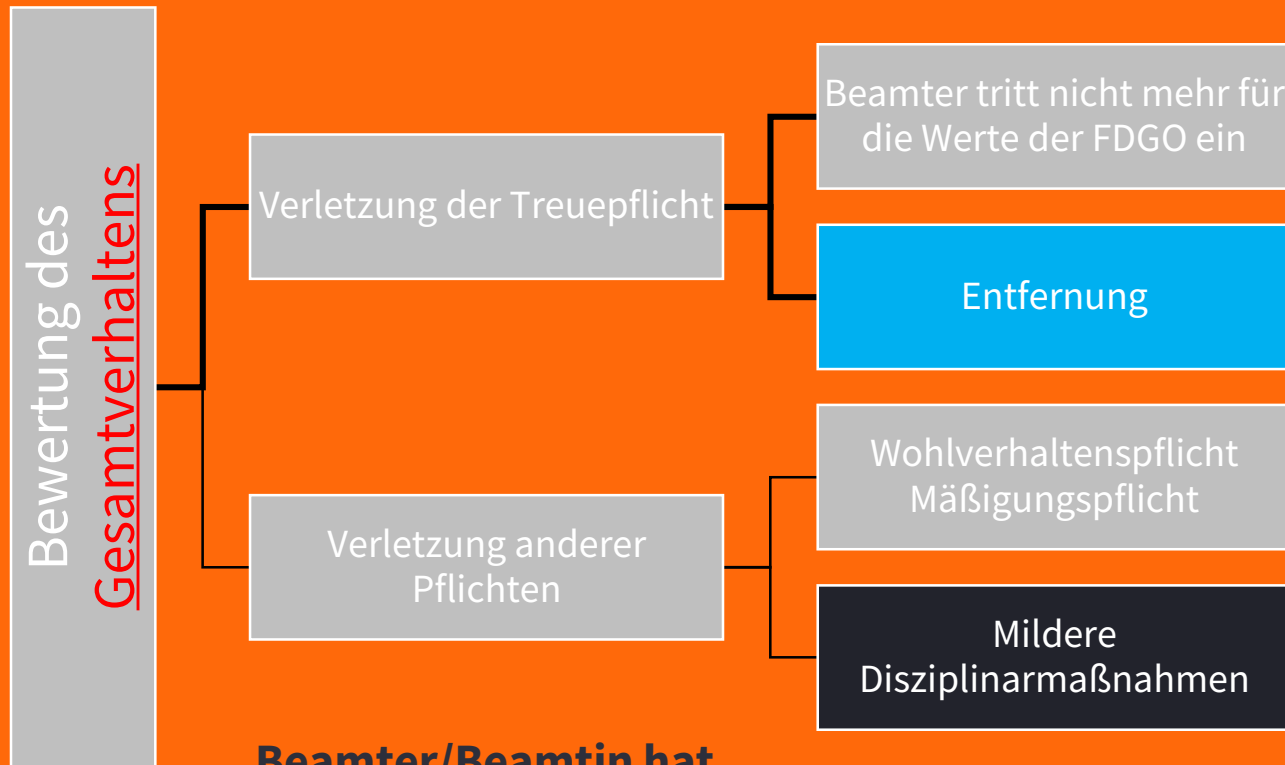 Bewertung des
Gesamtverhaltens
Verletzung der Treuepflicht
Beamter tritt nicht mehr für
die Werte der FDGO ein
Entfernung
Verletzung anderer
Pflichten
Wohlverhaltenspflicht
Mäßigungspflicht
Mildere
Disziplinarmaßnahmen
Beamter/Beamtin hat